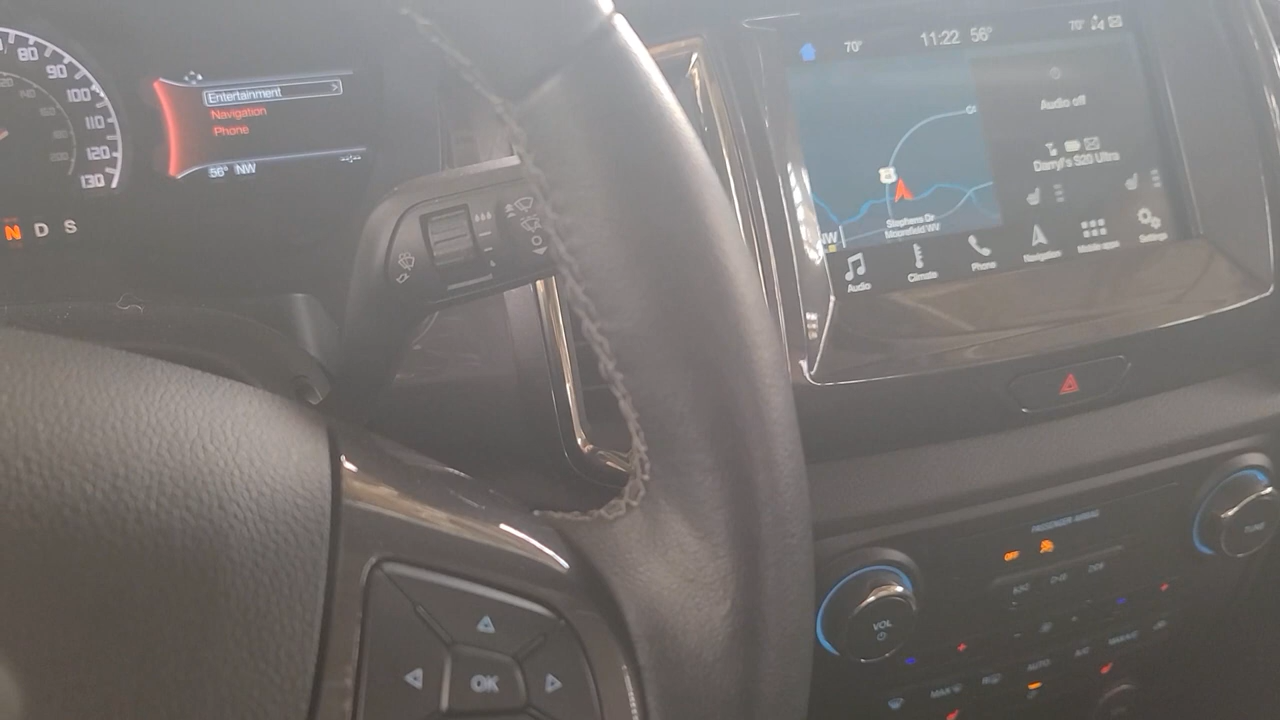 80
90
100
110
120
130
N D S
Entertainment >
Navigation
Phone
56° NW
OK
70° 11:22 56° 70°
Audio off
Darryl's S20 Ultra
Stephens Dr
Moorefield WV
NW
Audio Climate Phone Navigation Mobile apps Settings
PASSENGER AIRBAG
OFF
VOL
TUNE
AUTO
A/C
MAX